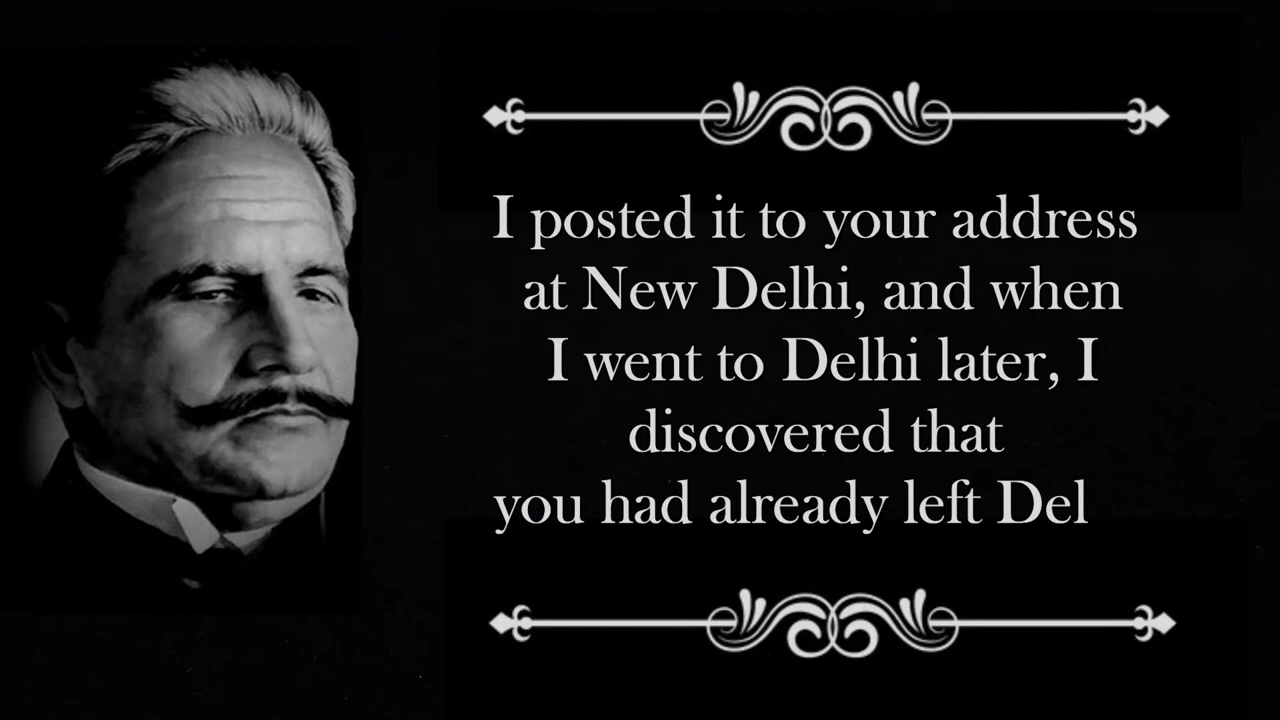 I posted it to your address
at New Delhi, and when
I went to Delhi later, I
discovered that
you had already left Del